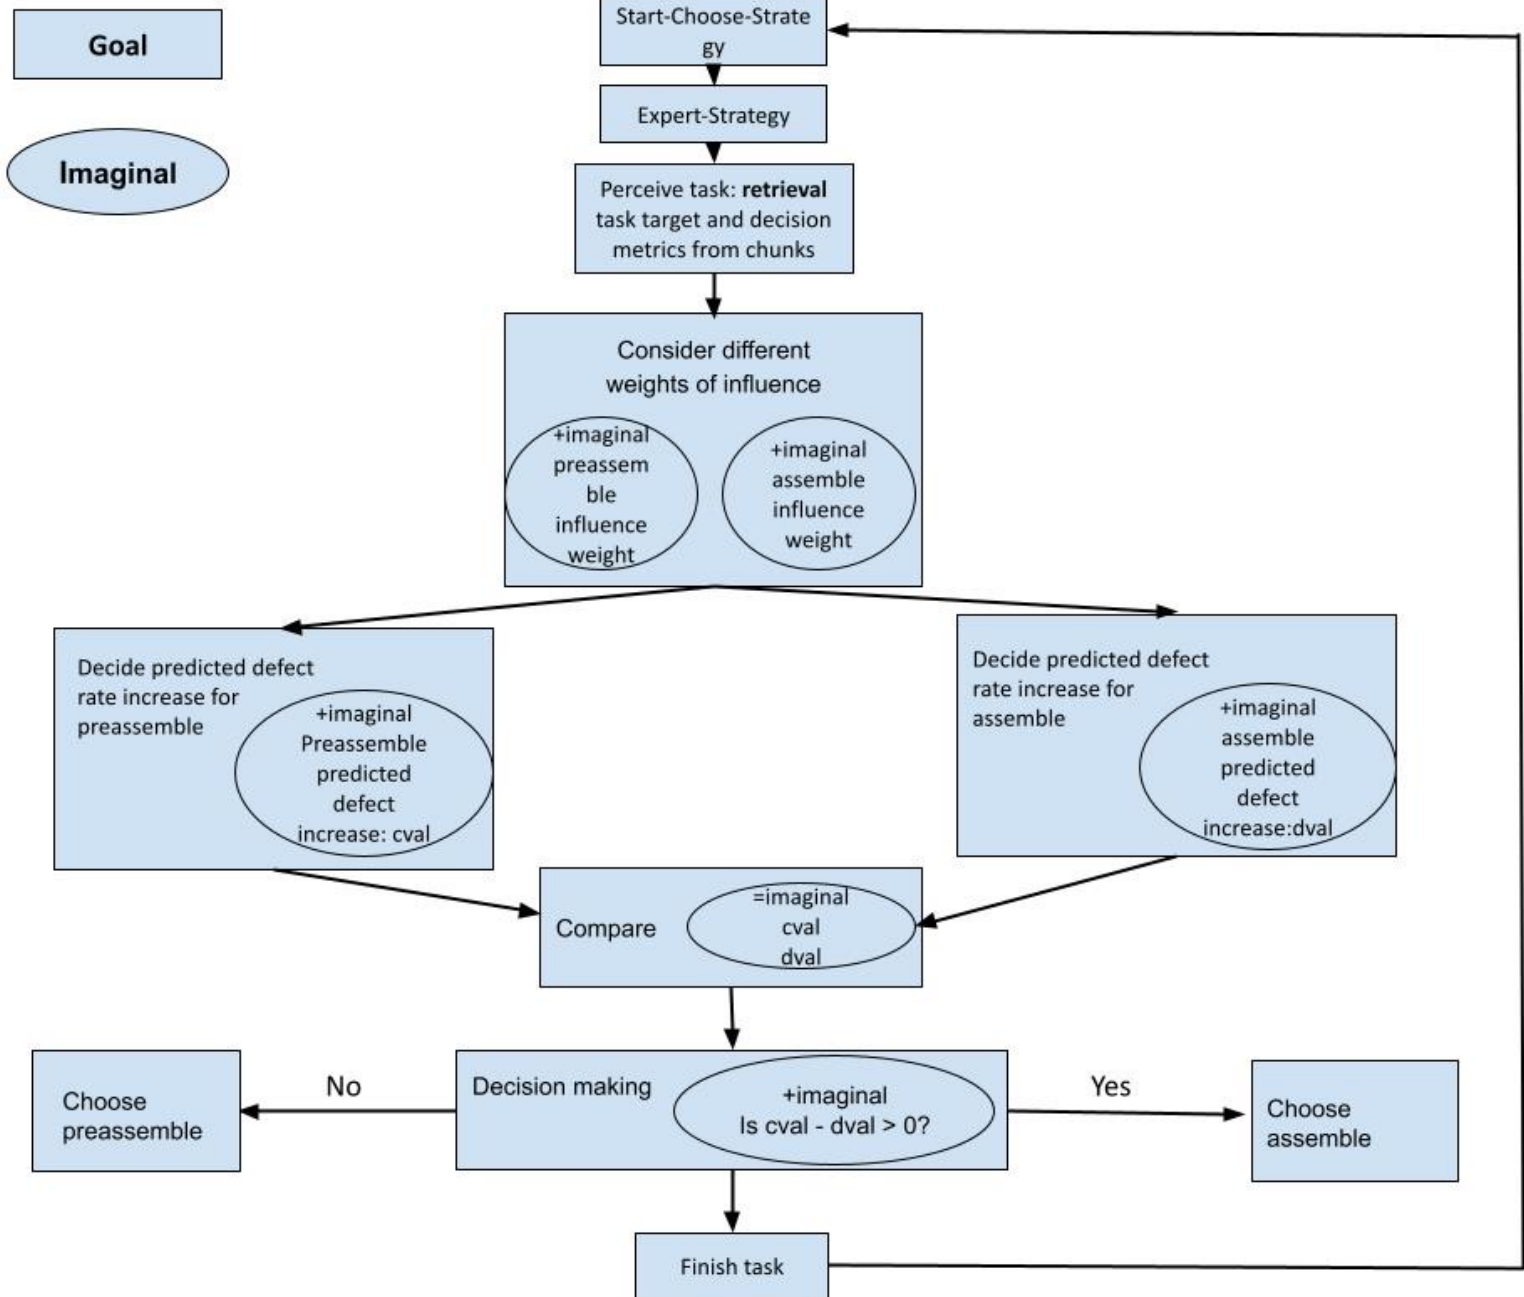 Goal
Imaginal
Start-Choose-Strate
gy
Expert-Strategy
Perceive task: retrieval
task target and decision
metrics from chunks
Consider different
weights of influence
+imaginal
preassem
ble
influence
weight
+imaginal
assemble
influence
weight
Decide predicted defect
rate increase for
preassemble
+imaginal
Preassemble
predicted
defect
increase: cval
Decide predicted defect
rate increase for
assemble
+imaginal
assemble
predicted
defect
increase:dval
Compare
=imaginal
cval
dval
Choose
preassemble
No
Decision making
+imaginal
Is cval - dval > 0?
Yes
Choose
assemble
Finish task